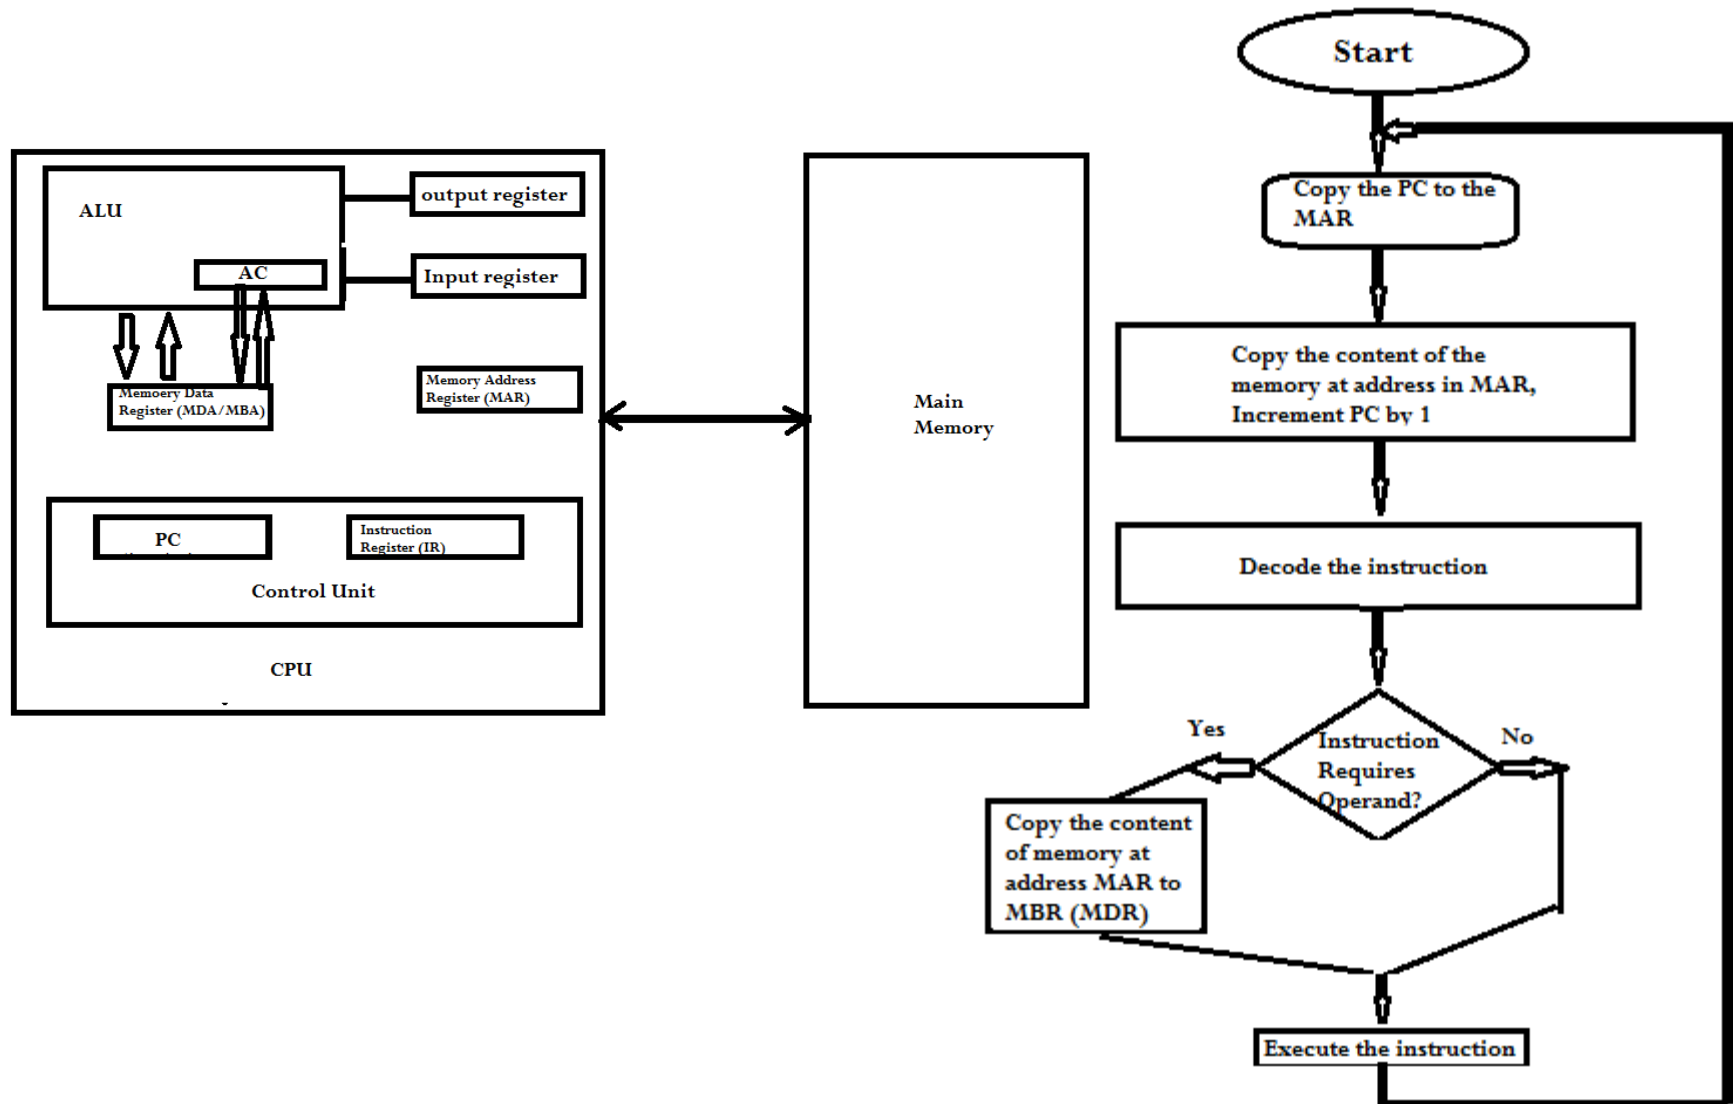 ALU
output register
AC
Input register
Memoery Data
Register (MDA/MBA)
Memory Address
Register (MAR)
PC
Instruction
Register (IR)
Control Unit
CPU
Main
Memory
Start
Copy the PC to the
MAR
Copy the content of the
memory at address in MAR,
Increment PC by 1
Decode the instruction
Instruction
Requires
Operand?
Yes
No
Copy the content
of memory at
address MAR to
MBR (MDR)
Execute the instruction